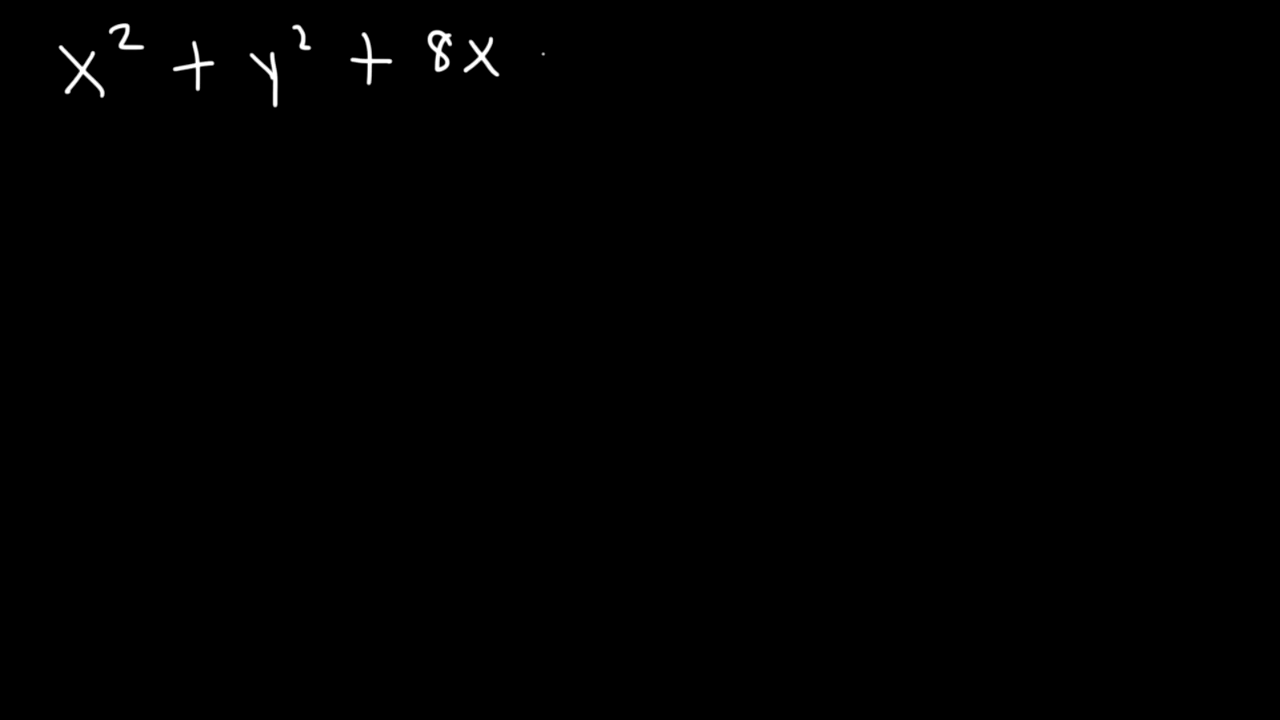 x² + y² + 8x